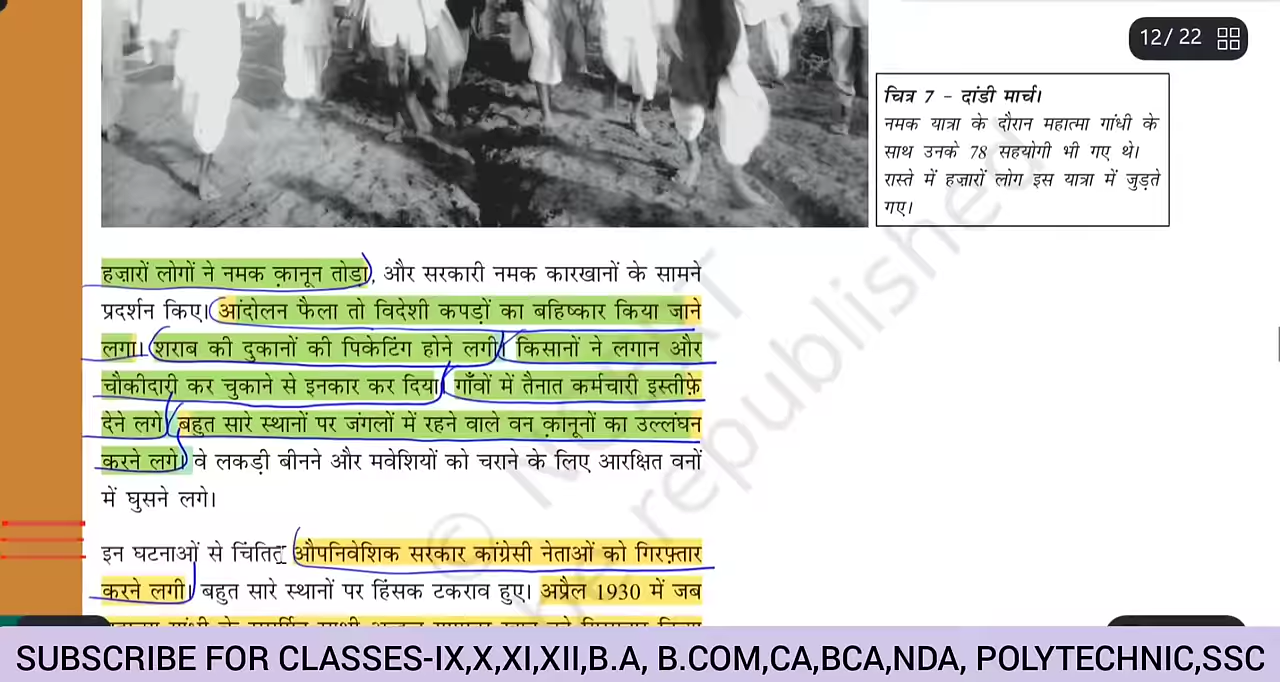 12/ 22
चित्र 7 – दांडी मार्च।
नमक यात्रा के दौरान महात्मा गांधी के
साथ उनके 78 सहयोगी भी गए थे।
रास्ते में हज़ारों लोग इस यात्रा में जुड़ते
गए।
हज़ारों लोगों ने नमक क़ानून तोड़ा, और सरकारी नमक कारखानों के सामने
प्रदर्शन किए। आंदोलन फैला तो विदेशी कपड़ों का बहिष्कार किया जाने
लगा। शराब की दुकानों की पिकेटिंग होने लगी। किसानों ने लगान और
चौकीदारी कर चुकाने से इनकार कर दिया। गाँवों में तैनात कर्मचारी इस्तीफ़े
देने लगे। बहुत सारे स्थानों पर जंगलों में रहने वाले वन क़ानूनों का उल्लंघन
करने लगे। वे लकड़ी बीनने और मवेशियों को चराने के लिए आरक्षित वनों
में घुसने लगे।
इन घटनाओं से चिंतित औपनिवेशिक सरकार कांग्रेसी नेताओं को गिरफ़्तार
करने लगी। बहुत सारे स्थानों पर हिंसक टकराव हुए। अप्रैल 1930 में जब
© NCERT
be republished
SUBSCRIBE FOR CLASSES-IX,X,XI,XII,B.A, B.COM,CA,BCA,NDA, POLYTECHNIC,SSC